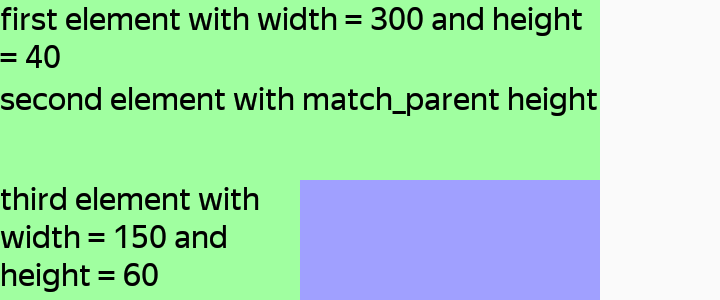 first element with width = 300 and height
= 40
second element with match_parent height
third element with
width = 150 and
height = 60